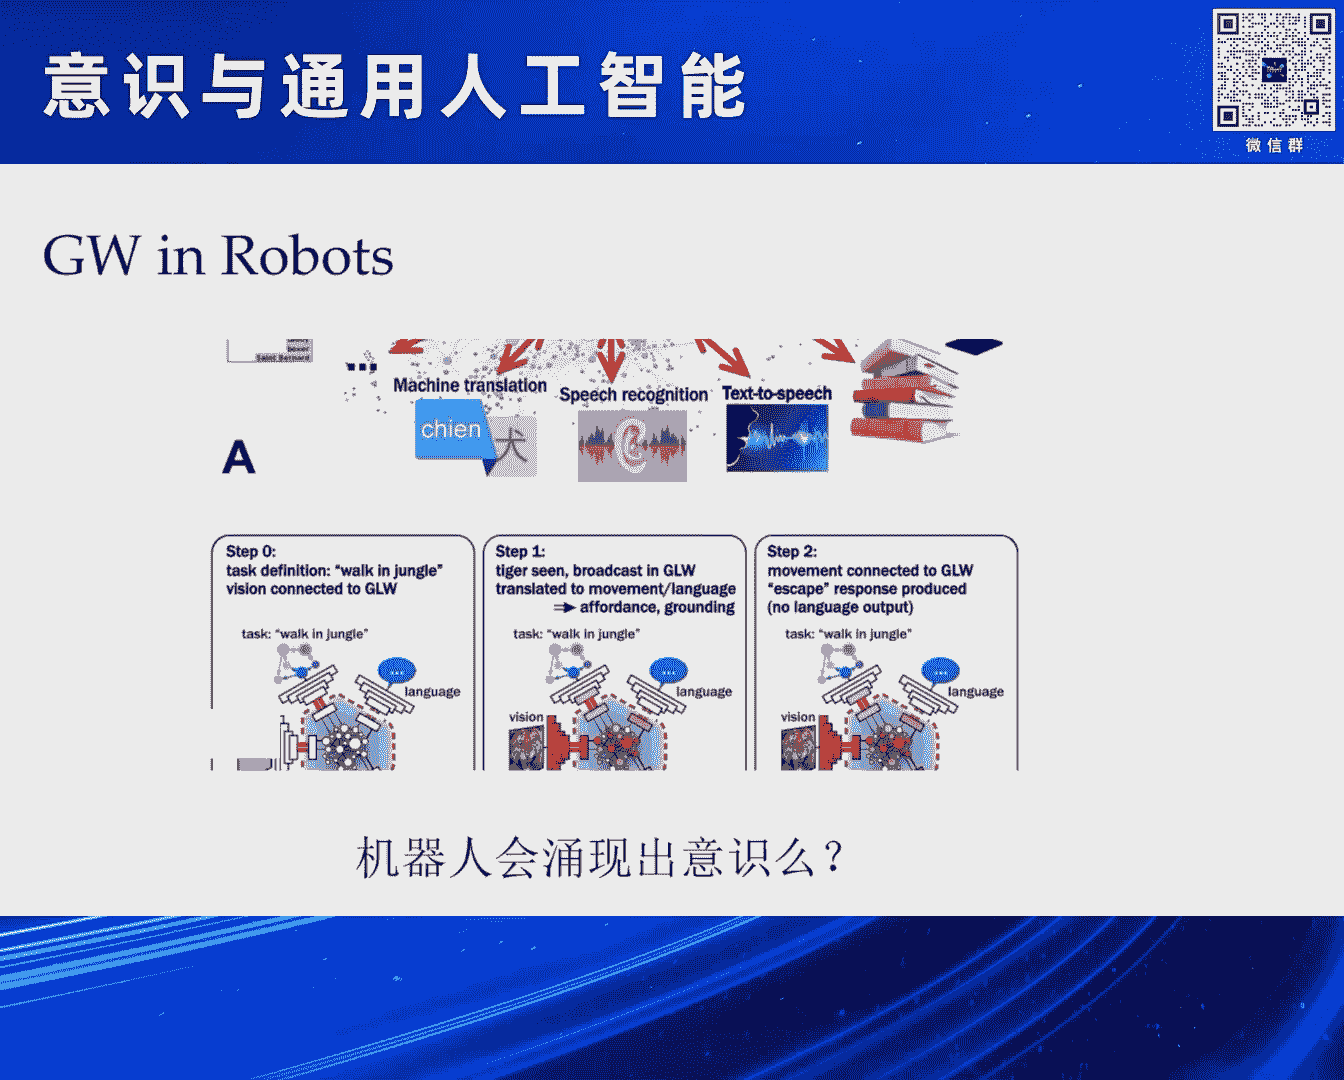 意识与通用人工智能
微信群
GW in Robots
Saint Bernard
...
Machine translation
Speech recognition
Text-to-speech
chien
犬
A
Step 0:
task definition: “walk in jungle”
vision connected to GLW
task: “walk in jungle”
...
language
Step 1:
tiger seen, broadcast in GLW
translated to movement/language
⇒ affordance, grounding
task: “walk in jungle”
...
language
vision
Step 2:
movement connected to GLW
“escape” response produced
(no language output)
task: “walk in jungle”
...
language
vision
机器人会涌现出意识么？